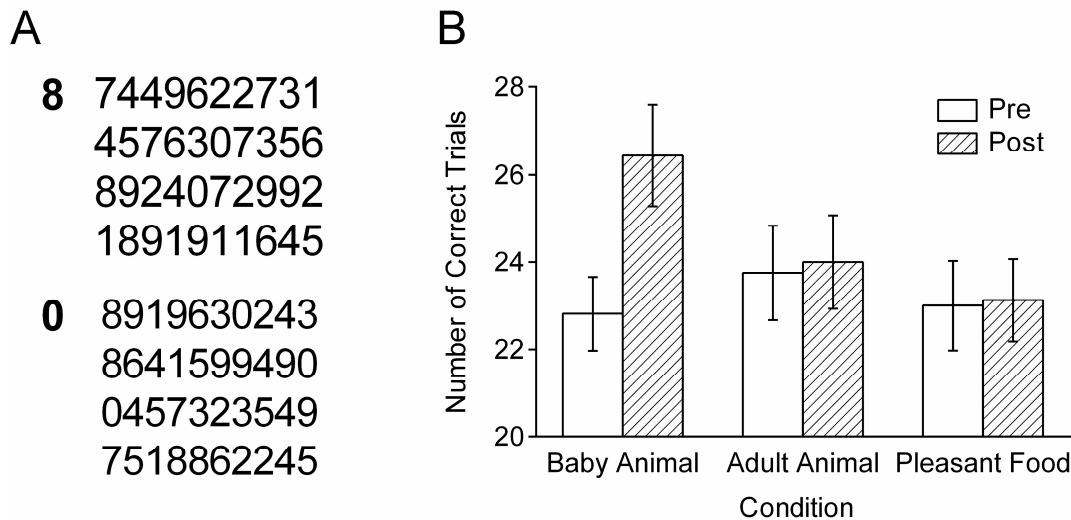 A
8 7449622731
4576307356
8924072992
1891911645
0 8919630243
8641599490
0457323549
7518862245
B
Number of Correct Trials
28
26
24
22
20
Pre
Post
Baby Animal Adult Animal Pleasant Food
Condition